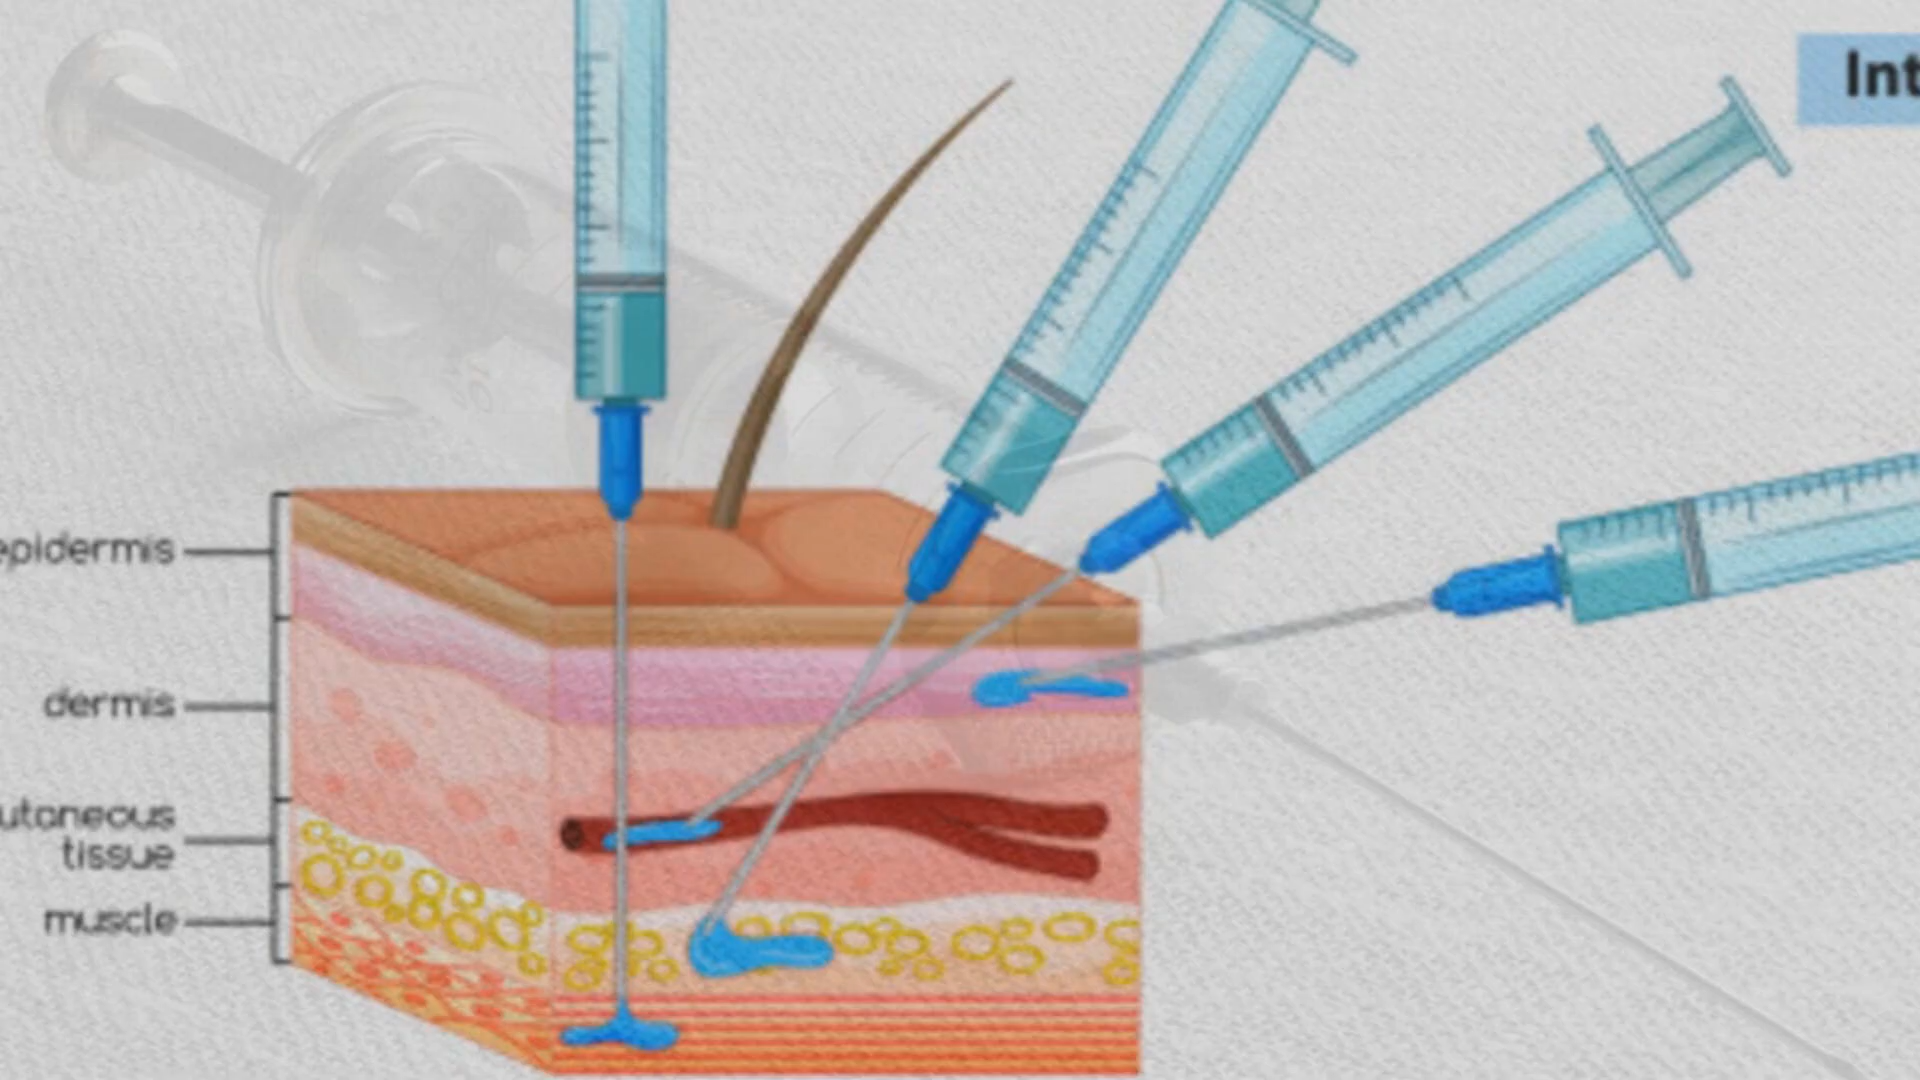 Int
epidermis
dermis
utaneous
tissue
muscle